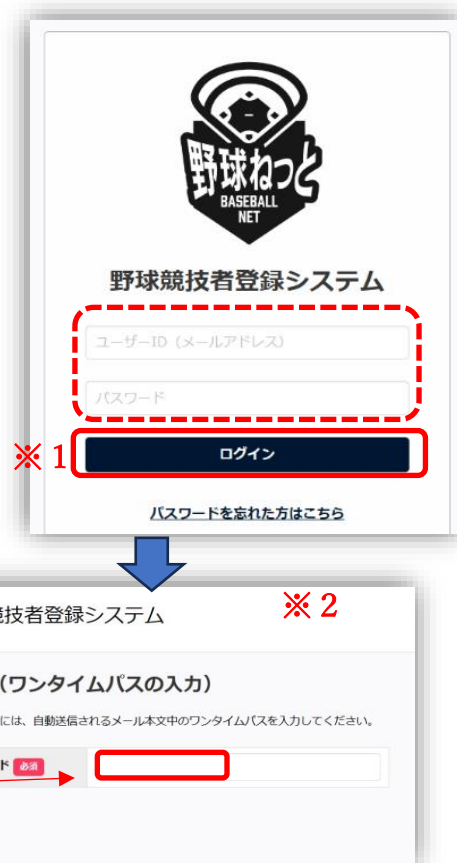 野球ねっと
BASEBALL
NET
野球競技者登録システム
ユーザーID（メールアドレス）
パスワード
※1
ログイン
パスワードを忘れた方はこちら
※2
技者登録システム
（ワンタイムパスの入力）
には、自動送信されるメール本文中のワンタイムパスを入力してください。
ド 必須